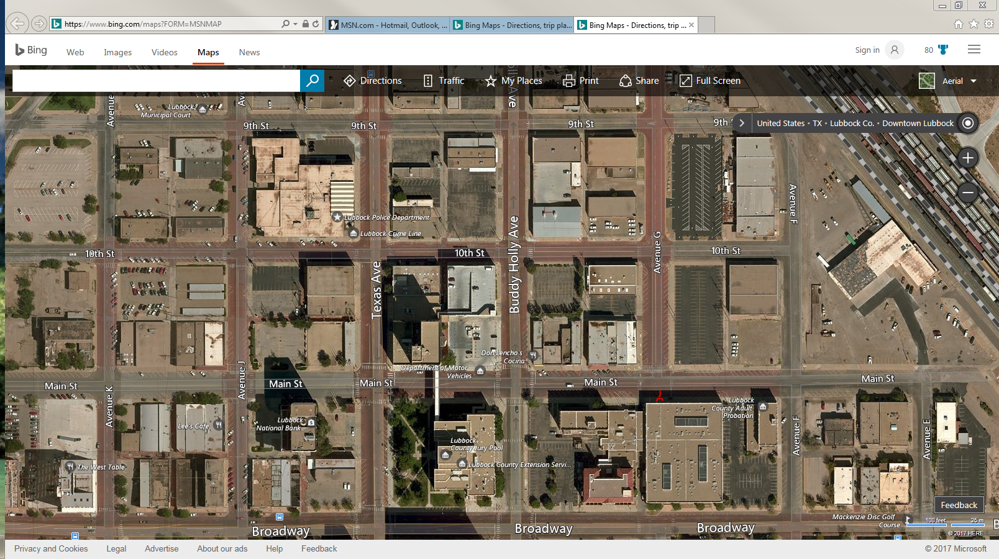 https://www.bing.com/maps?FORM=MSNMAP
MSN.com - Hotmail, Outlook, ...
Bing Maps - Directions, trip pla...
Bing Maps - Directions, trip ...
Bing
Web
Images
Videos
Maps
News
Sign in
80
Directions
Traffic
My Places
Print
Share
Full Screen
Aerial
United States • TX • Lubbock Co. • Downtown Lubbock
Lubbock
Municipal Court
Avenue
Ave
Ave
9th St
9th St
9th St
9th
Avenue F
Lubbock Police Department
Lubbock Crime Line
10th St
10th St
10th St
Texas Ave
Buddy Holly Ave
Avenue G
Don Lencho's
Cocina
Department of Motor
Vehicles
Avenue J
Avenue K
Main St
Main St
Main St
Main St
Main St
Lubbock
County Adult
Probation
Lubbock
National Bank
Lee's Cafe
Avenue F
Avenue E
Lubbock
County Jury Pool
Lubbock County Extension Servi...
The West Table
Feedback
Mackenzie Disc Golf
Course
100 feet
25 m
Broadway
Broadway
Broadway
B
© 2017 HERE
Privacy and Cookies
Legal
Advertise
About our ads
Help
Feedback
© 2017 Microsoft